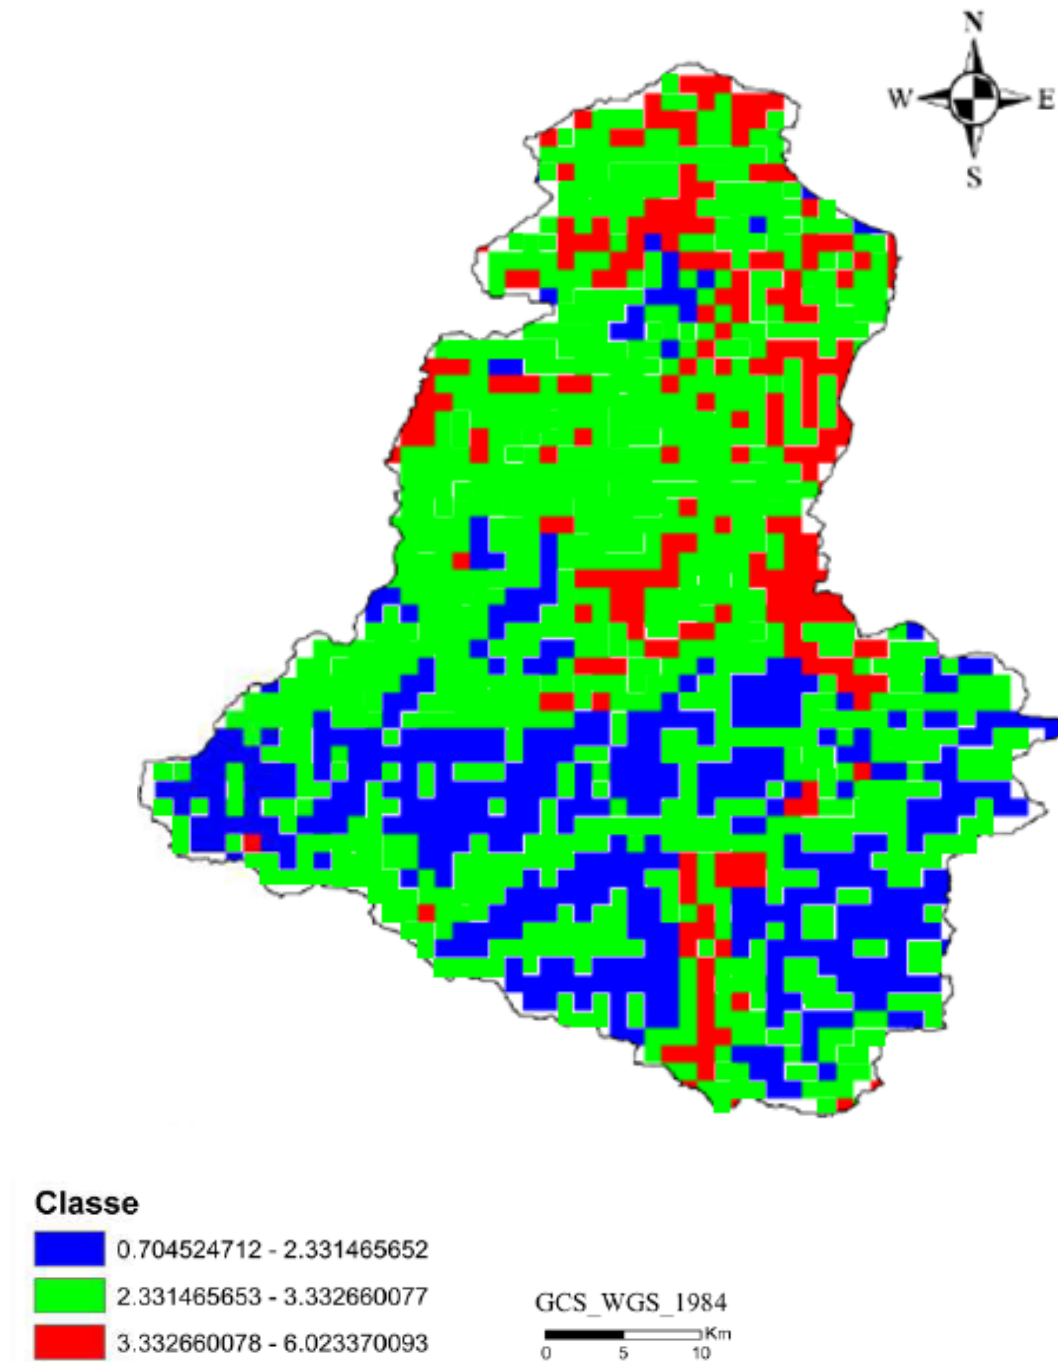 N
W E
S
Classe
0.704524712 - 2.331465652
2.331465653 - 3.332660077
3.332660078 - 6.023370093
GCS_WGS_1984
Km
0 5 10